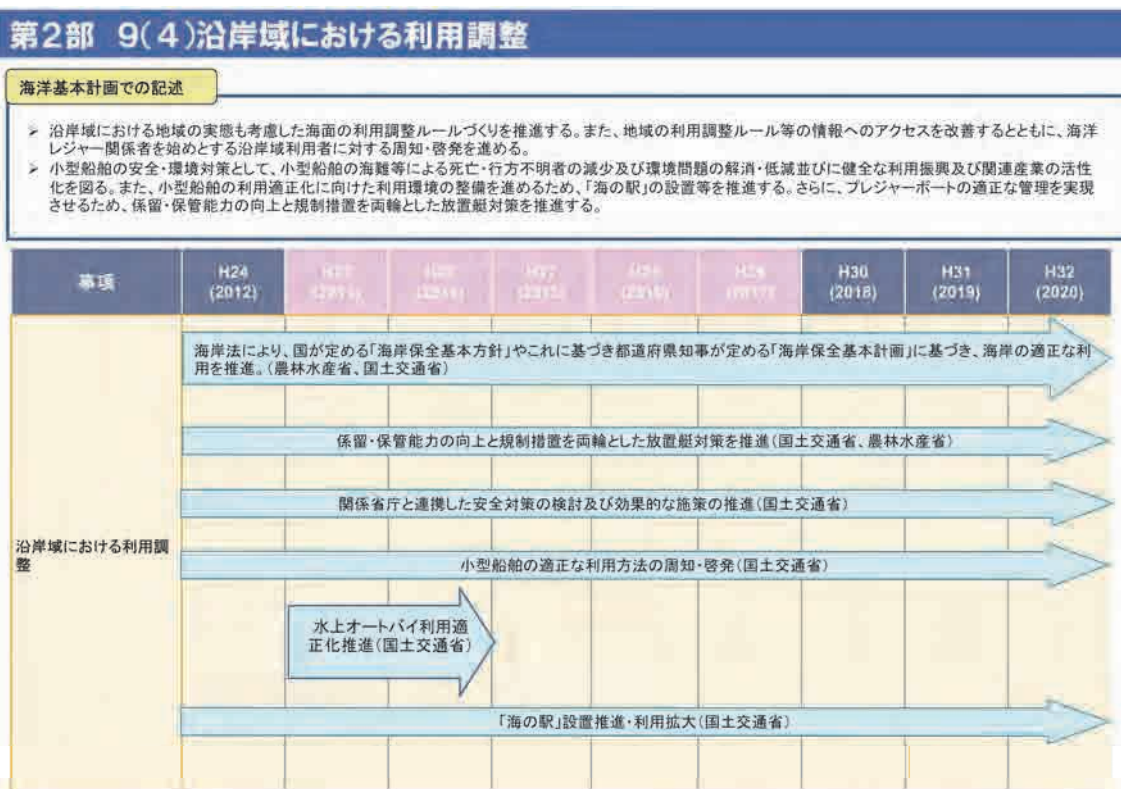 第2部 9(4)沿岸域における利用調整
海洋基本計画での記述
➢ 沿岸域における地域の実態も考慮した海面の利用調整ルールづくりを推進する。また、地域の利用調整ルール等の情報へのアクセスを改善するとともに、海洋
レジャー関係者を始めとする沿岸域利用者に対する周知・啓発を進める。
➢ 小型船舶の安全・環境対策として、小型船舶の海難等による死亡・行方不明者の減少及び環境問題の解消・低減並びに健全な利用振興及び関連産業の活性
化を図る。また、小型船舶の利用適正化に向けた利用環境の整備を進めるため、「海の駅」の設置等を推進する。さらに、プレジャーボートの適正な管理を実現
させるため、係留・保管能力の向上と規制措置を両輪とした放置艇対策を推進する。
事項
H24
(2012)
H30
(2018)
H31
(2019)
H32
(2020)
海岸法により、国が定める「海岸保全基本方針」やこれに基づき都道府県知事が定める「海岸保全基本計画」に基づき、海岸の適正な利
用を推進。(農林水産省、国土交通省)
係留・保管能力の向上と規制措置を両輪とした放置艇対策を推進(国土交通省、農林水産省)
関係省庁と連携した安全対策の検討及び効果的な施策の推進(国土交通省)
沿岸域における利用調
整
小型船舶の適正な利用方法の周知・啓発(国土交通省)
水上オートバイ利用適
正化推進(国土交通省)
「海の駅」設置推進・利用拡大(国土交通省)